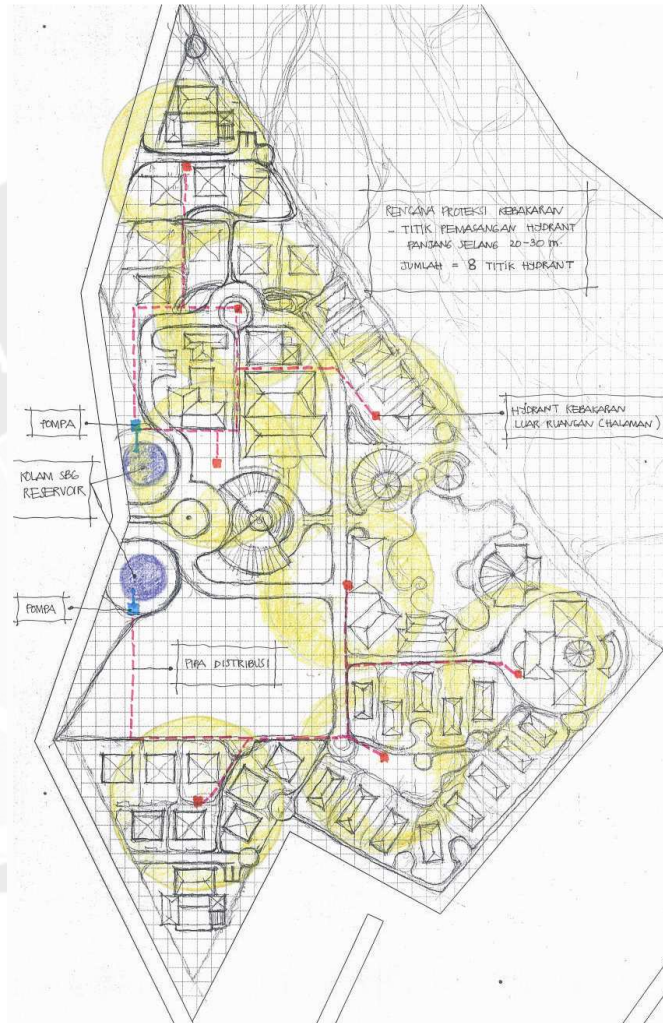 RENCANA PROTEKSI KEBAKARAN
- TITIK PEMASANGAN HYDRANT
PANJANG SELANG 20-30 m.
JUMLAH = 8 TITIK HYDRANT
HYDRANT KEBAKARAN
LUAR RUANGAN (HALAMAN)
POMPA
KOLAM SBG
RESERVOIR
POMPA
PIPA DISTRIBUSI